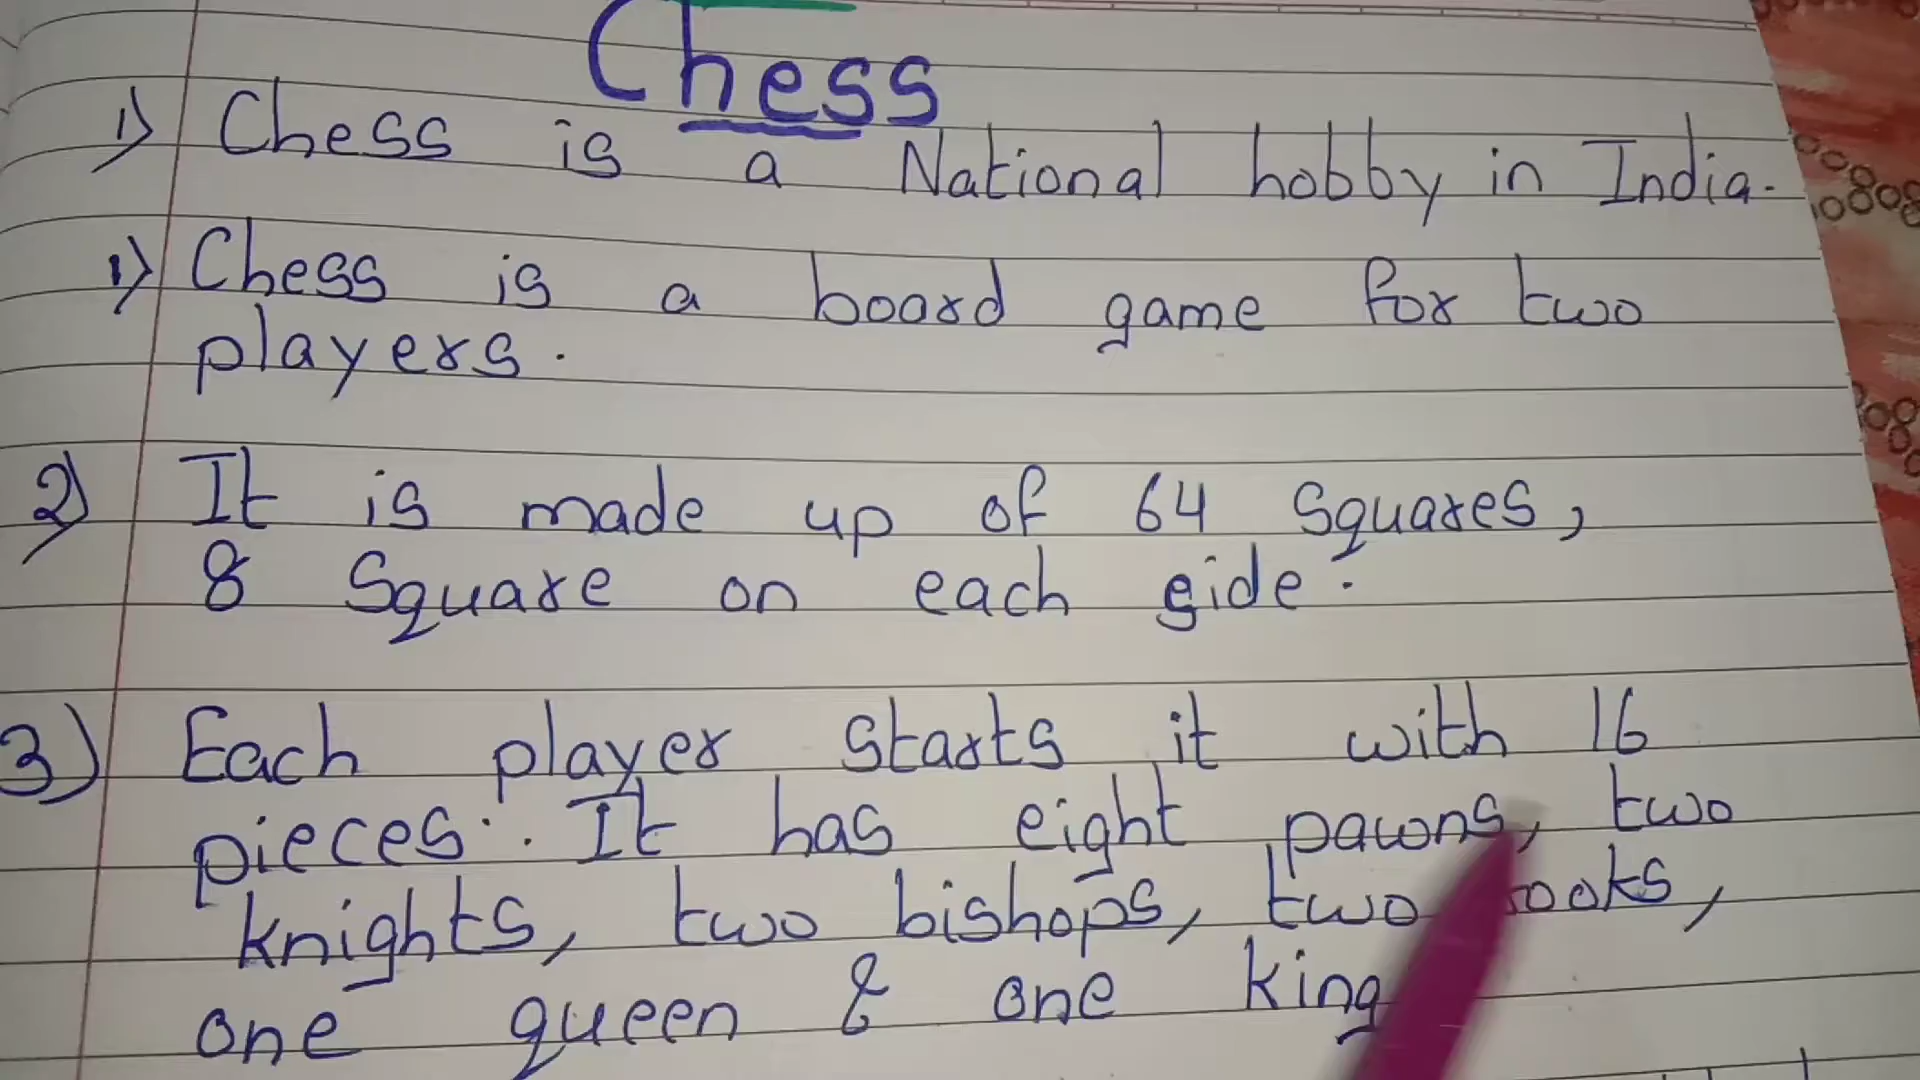 Chess
1) Chess is a National hobby in India.
1) Chess is a board game for two
players.
2) It is made up of 64 Squares,
8 Square on each side.
3) Each player starts it with 16
pieces. It has eight pawns, two
knights, two bishops, two rooks,
one queen & one king